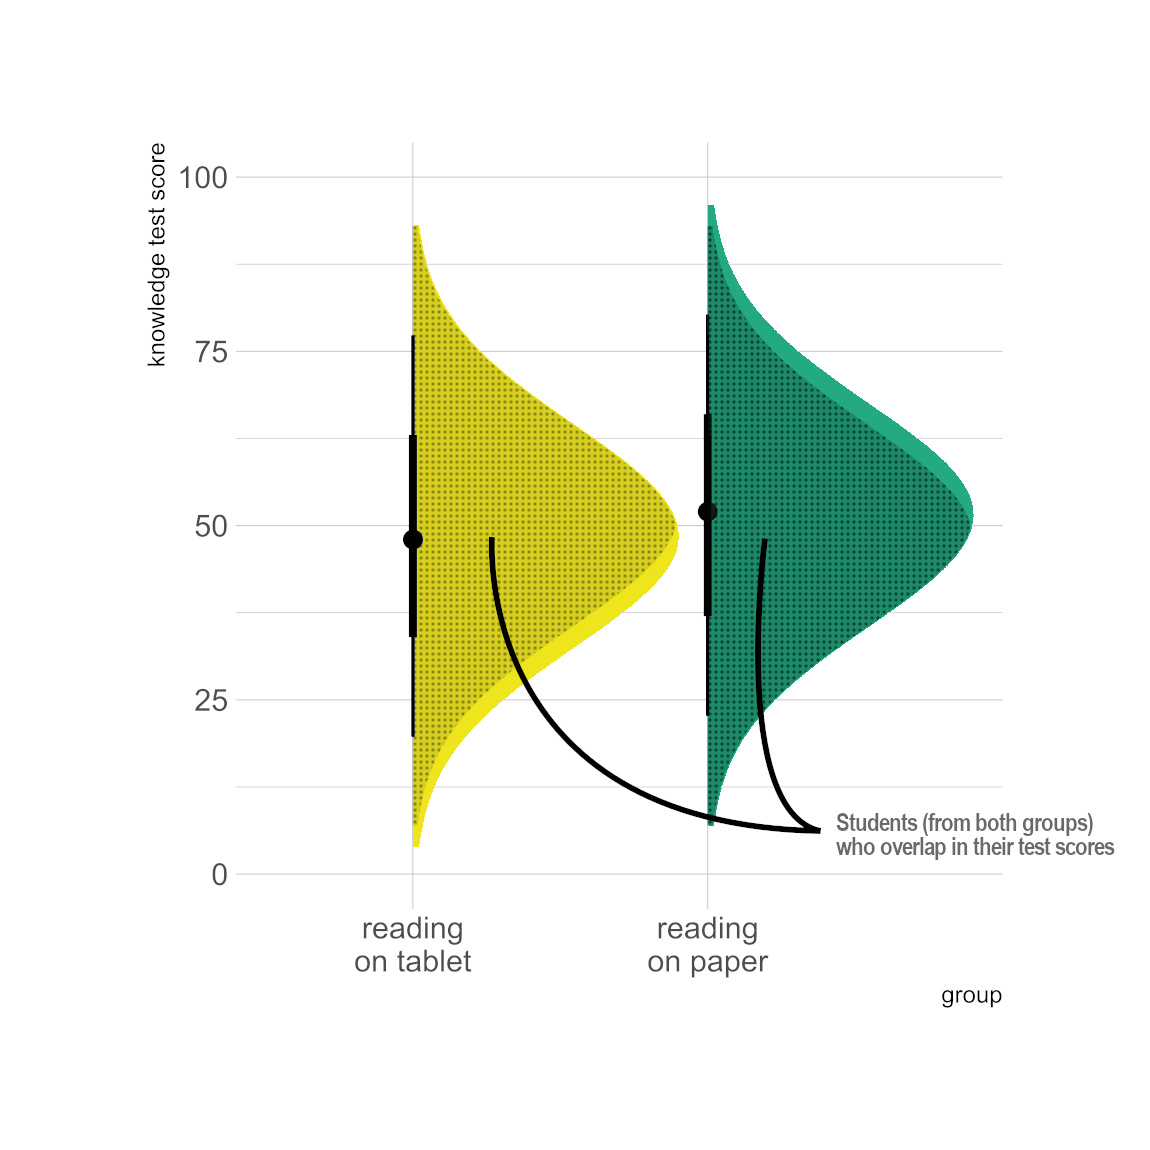 knowledge test score
100
75
50
25
0
Students (from both groups)
who overlap in their test scores
reading
on tablet
reading
on paper
group